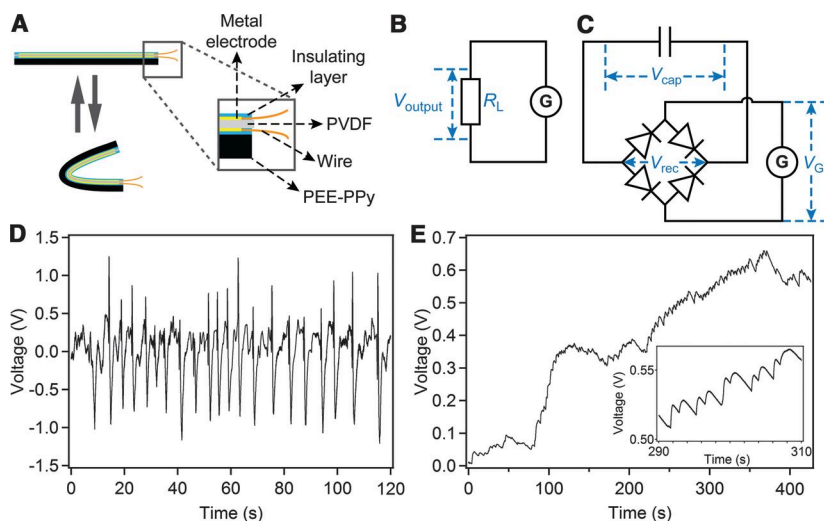 A
Metal
electrode
Insulating
layer
PVDF
Wire
PEE-PPy
B
Voutput
RL
G
C
Vcap
Vrec
G
VG
D
Voltage (V)
1.5
1.0
0.5
0.0
-0.5
-1.0
-1.5
0 20 40 60 80 100 120
Time (s)
E
Voltage (V)
0.7
0.6
0.5
0.4
0.3
0.2
0.1
0.0
0 100 200 300 400
Time (s)
Voltage (V)
0.55
0.50
290 310
Time (s)